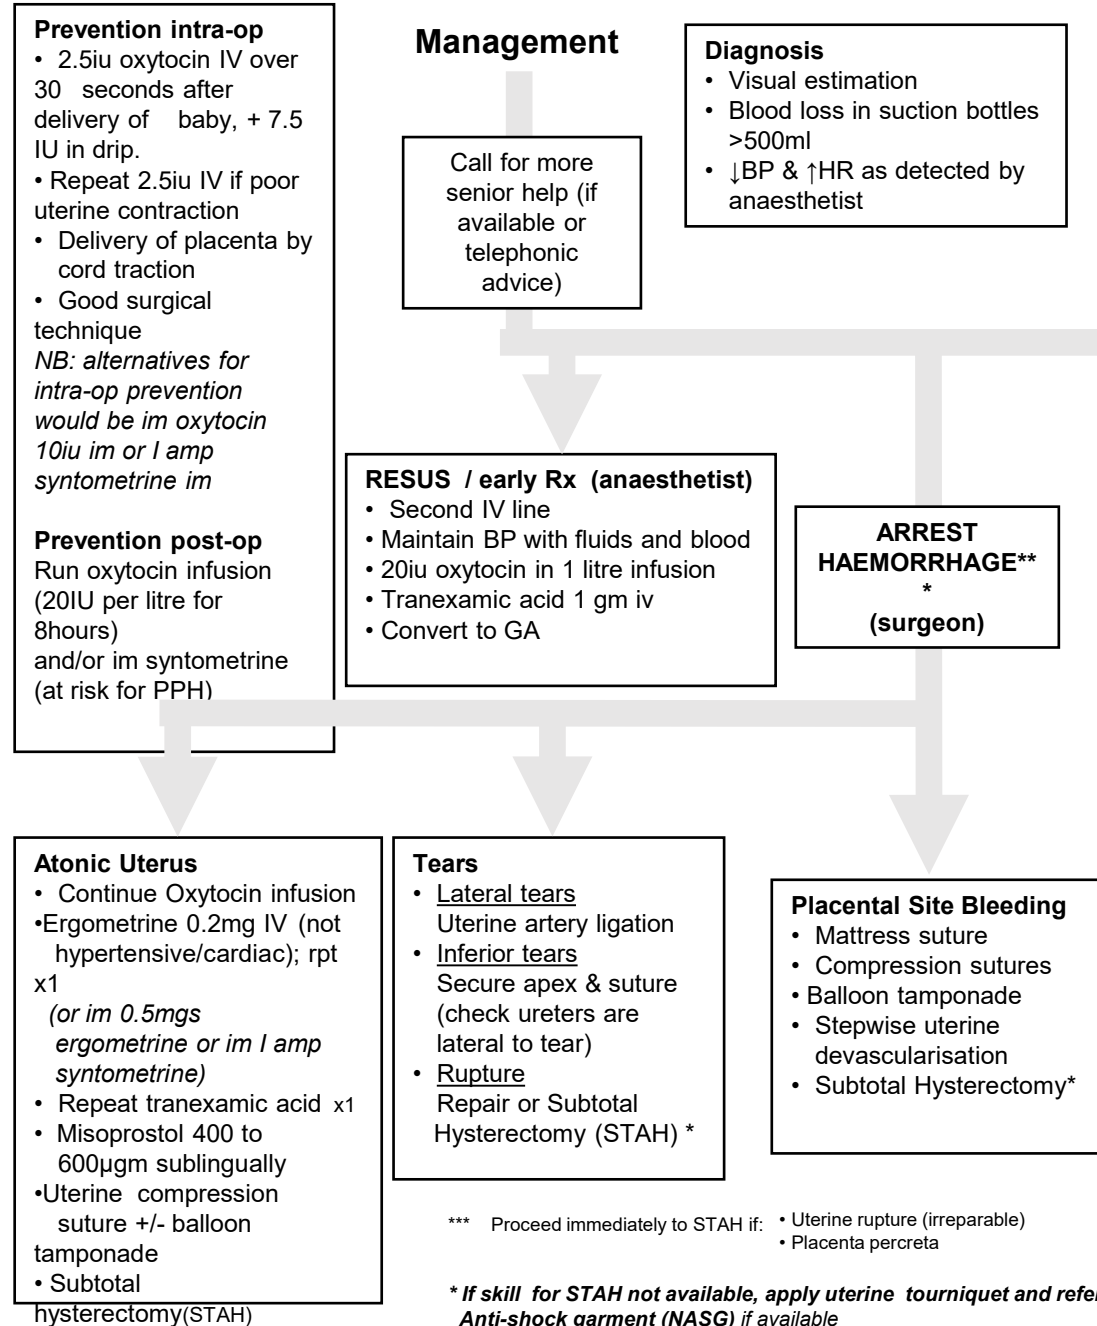 Prevention intra-op
• 2.5iu oxytocin IV over
30 seconds after
delivery of baby, + 7.5
IU in drip.
• Repeat 2.5iu IV if poor
uterine contraction
• Delivery of placenta by
cord traction
• Good surgical
technique
NB: alternatives for
intra-op prevention
would be im oxytocin
10iu im or I amp
syntometrine im
Prevention post-op
Run oxytocin infusion
(20IU per litre for
8hours)
and/or im syntometrine
(at risk for PPH)
Management
Call for more
senior help (if
available or
telephonic
advice)
Diagnosis
• Visual estimation
• Blood loss in suction bottles
>500ml
• ↓BP & ↑HR as detected by
anaesthetist
RESUS / early Rx (anaesthetist)
• Second IV line
• Maintain BP with fluids and blood
• 20iu oxytocin in 1 litre infusion
• Tranexamic acid 1 gm iv
• Convert to GA
ARREST
HAEMORRHAGE**
*
(surgeon)
Atonic Uterus
• Continue Oxytocin infusion
•Ergometrine 0.2mg IV (not
hypertensive/cardiac); rpt
x1
(or im 0.5mgs
ergometrine or im I amp
syntometrine)
• Repeat tranexamic acid x1
• Misoprostol 400 to
600µgm sublingually
•Uterine compression
suture +/- balloon
tamponade
• Subtotal
hysterectomy(STAH)
Tears
• Lateral tears
Uterine artery ligation
• Inferior tears
Secure apex & suture
(check ureters are
lateral to tear)
• Rupture
Repair or Subtotal
Hysterectomy (STAH) *
Placental Site Bleeding
• Mattress suture
• Compression sutures
• Balloon tamponade
• Stepwise uterine
devascularisation
• Subtotal Hysterectomy*
*** Proceed immediately to STAH if: • Uterine rupture (irreparable)
• Placenta percreta
* If skill for STAH not available, apply uterine tourniquet and refer
Anti-shock garment (NASG) if available